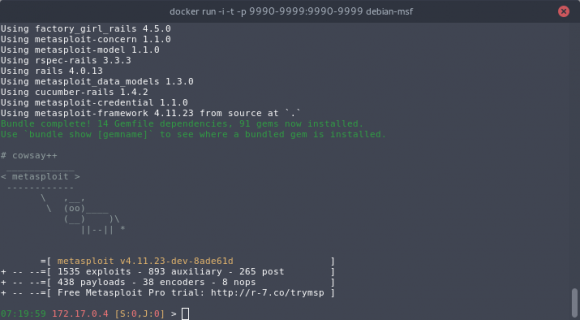 docker run -i -t -p 9990-9999:9990-9999 debian-msf
Using factory_girl_rails 4.5.0
Using metasploit-concern 1.1.0
Using metasploit-model 1.1.0
Using rspec-rails 3.3.3
Using rails 4.0.13
Using metasploit_data_models 1.3.0
Using cucumber-rails 1.4.2
Using metasploit-credential 1.1.0
Using metasploit-framework 4.11.23 from source at `.`
Bundle complete! 14 Gemfile dependencies, 91 gems now installed.
Use `bundle show [gemname]` to see where a bundled gem is installed.
# cowsay++
 ____________
< metasploit >
 ------------
       \   ,__,
        \  (oo)____
           (__)    )\
              ||--|| *
       =[ metasploit v4.11.23-dev-8ade61d                 ]
+ -- --=[ 1535 exploits - 893 auxiliary - 265 post        ]
+ -- --=[ 438 payloads - 38 encoders - 8 nops             ]
+ -- --=[ Free Metasploit Pro trial: http://r-7.co/trymsp ]
07:19:59 172.17.0.4 [S:0,J:0] >